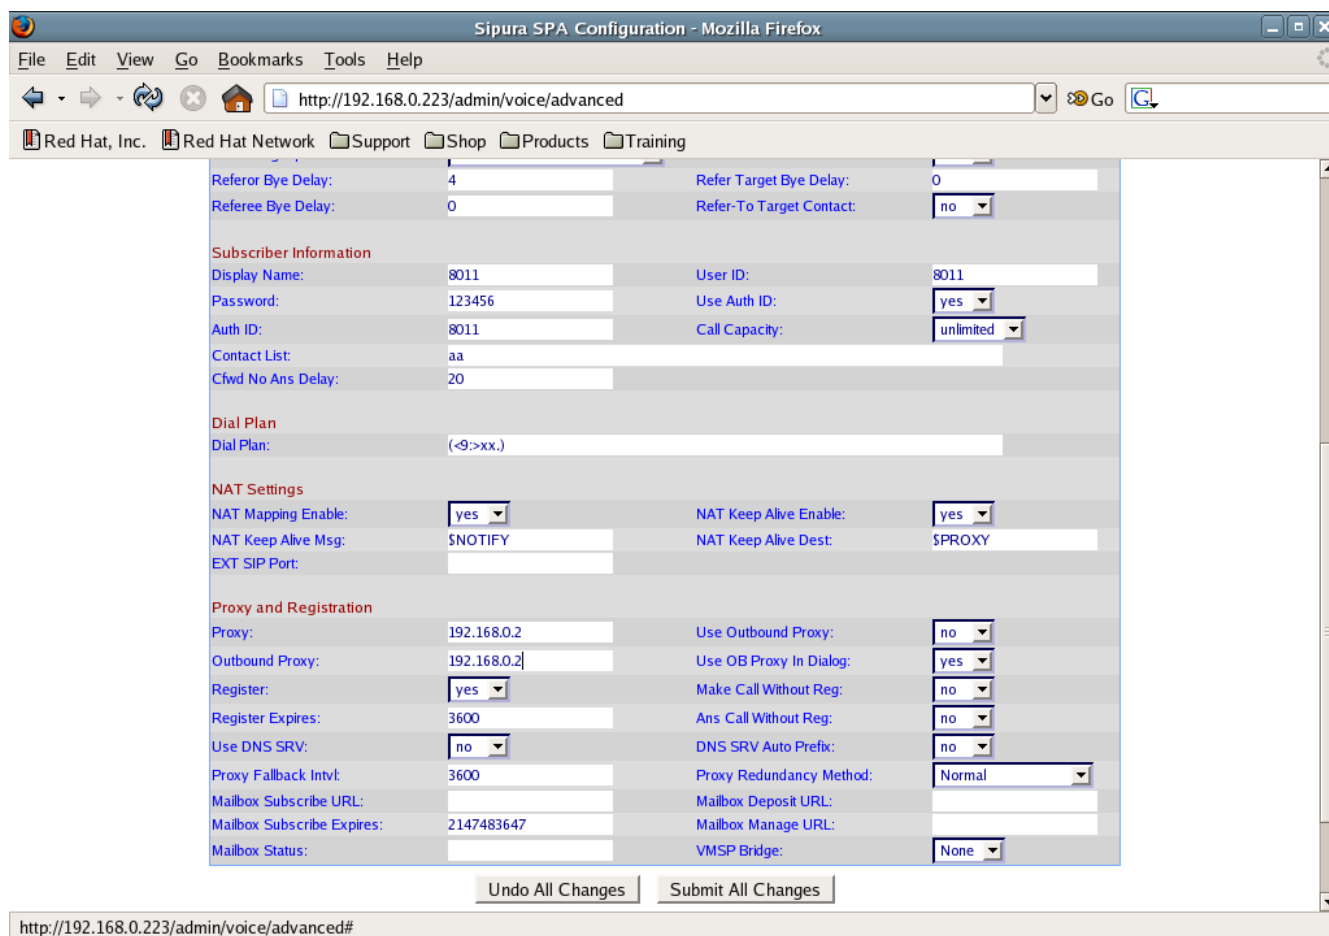 Sipura SPA Configuration - Mozilla Firefox
File Edit View Go Bookmarks Tools Help
http://192.168.0.223/admin/voice/advanced Go G
Red Hat, Inc. Red Hat Network Support Shop Products Training
Referor Bye Delay: 4 Refer Target Bye Delay: 0
Referee Bye Delay: 0 Refer-To Target Contact: no
Subscriber Information
Display Name: 8011 User ID: 8011
Password: 123456 Use Auth ID: yes
Auth ID: 8011 Call Capacity: unlimited
Contact List: aa
Cfwd No Ans Delay: 20
Dial Plan
Dial Plan: (<9:>xx.)
NAT Settings
NAT Mapping Enable: yes NAT Keep Alive Enable: yes
NAT Keep Alive Msg: $NOTIFY NAT Keep Alive Dest: $PROXY
EXT SIP Port:
Proxy and Registration
Proxy: 192.168.0.2 Use Outbound Proxy: no
Outbound Proxy: 192.168.0.2 Use OB Proxy In Dialog: yes
Register: yes Make Call Without Reg: no
Register Expires: 3600 Ans Call Without Reg: no
Use DNS SRV: no DNS SRV Auto Prefix: no
Proxy Fallback Intvl: 3600 Proxy Redundancy Method: Normal
Mailbox Subscribe URL: Mailbox Deposit URL:
Mailbox Subscribe Expires: 2147483647 Mailbox Manage URL:
Mailbox Status: VMSP Bridge: None
Undo All Changes Submit All Changes
http://192.168.0.223/admin/voice/advanced#